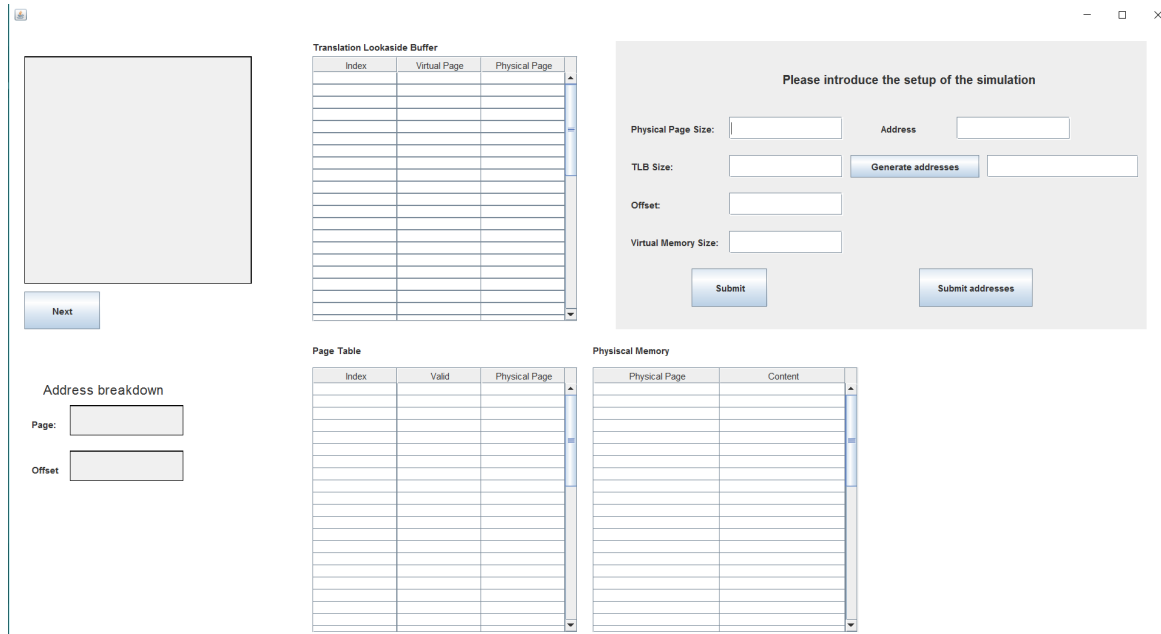 Translation Lookaside Buffer
Index Virtual Page Physical Page
Please introduce the setup of the simulation
Physical Page Size: Address
TLB Size: Generate addresses
Offset:
Virtual Memory Size:
Submit Submit addresses
Next
Address breakdown
Page:
Offset
Page Table
Index Valid Physical Page
Physiscal Memory
Physical Page Content